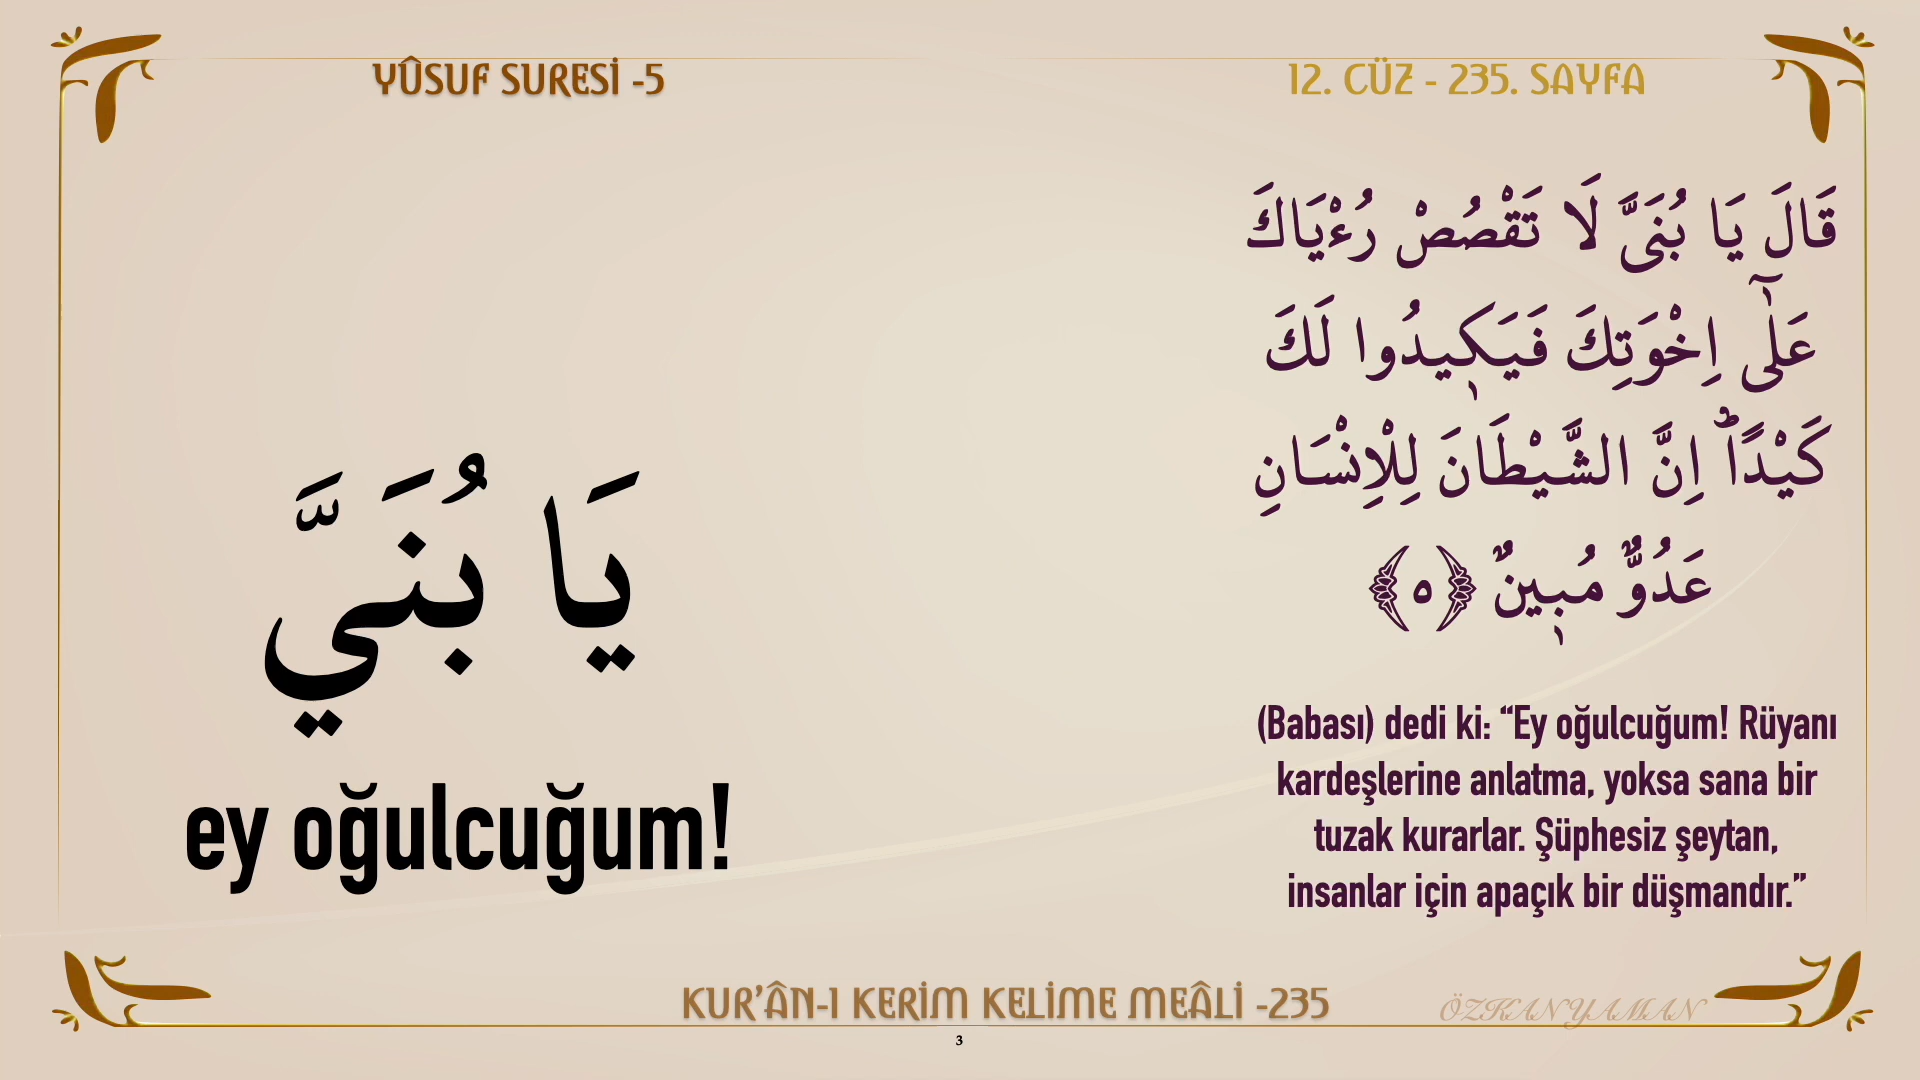 YÛSUF SURESİ -5
12. CÜZ - 235. SAYFA
قَالَ يَا بُنَىَّ لَا تَقْصُصْ رُءْيَاكَ
عَلٰٓى اِخْوَتِكَ فَيَكٖيدُوا لَكَ
كَيْدًاؕ اِنَّ الشَّيْطَانَ لِلْاِنْسَانِ
عَدُوٌّ مُبٖينٌ ﴿٥﴾
يَا بُنَيَّ
ey oğulcuğum!
(Babası) dedi ki: “Ey oğulcuğum! Rüyanı
kardeşlerine anlatma, yoksa sana bir
tuzak kurarlar. Şüphesiz şeytan,
insanlar için apaçık bir düşmandır.”
KUR’ÂN-I KERİM KELİME MEÂLİ -235
ÖZKAN YAMAN
3